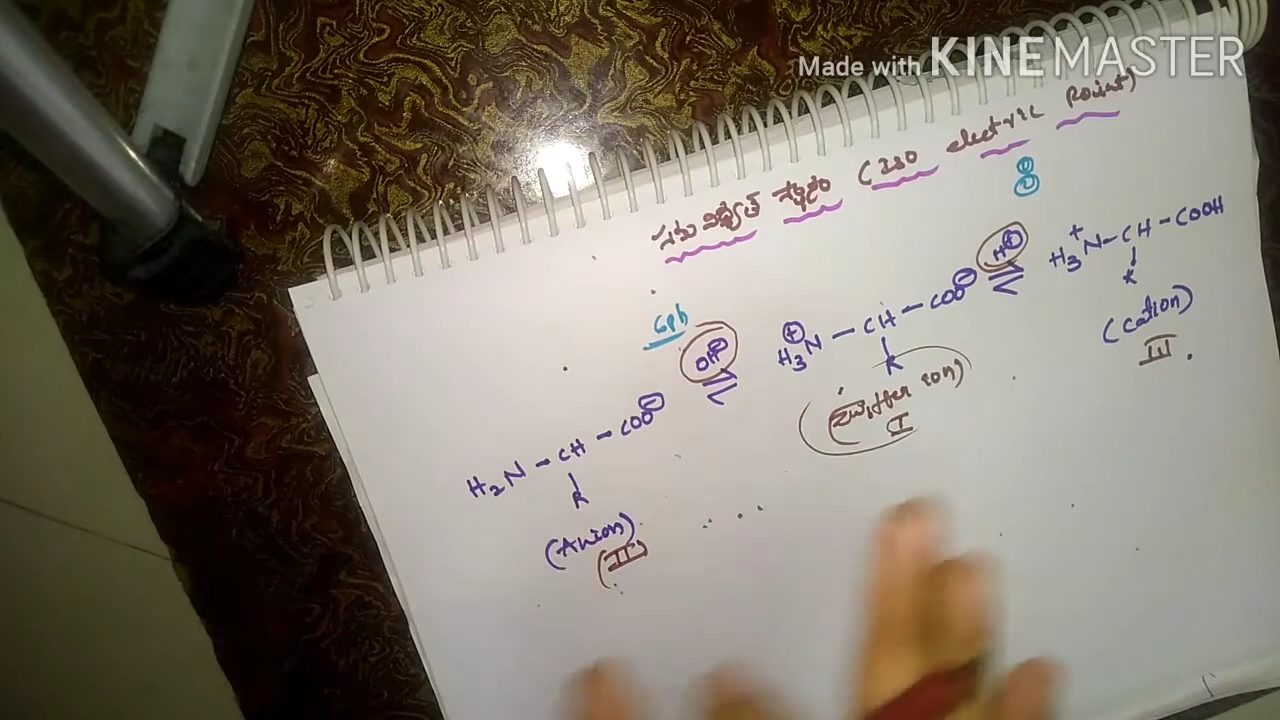 Made with KINEMASTER
సమ విద్యుత్ స్థానం (Iso electric Point)
H₃N⁺ - CH - COOH
R
(cation)
III
H⊕ ⇌
H₃N⊕ - CH - COO⊖
R
(Zwitter ion)
I
OH⊖ ⇌
H₂N - CH - COO⊖
R
(Anion)
(II)